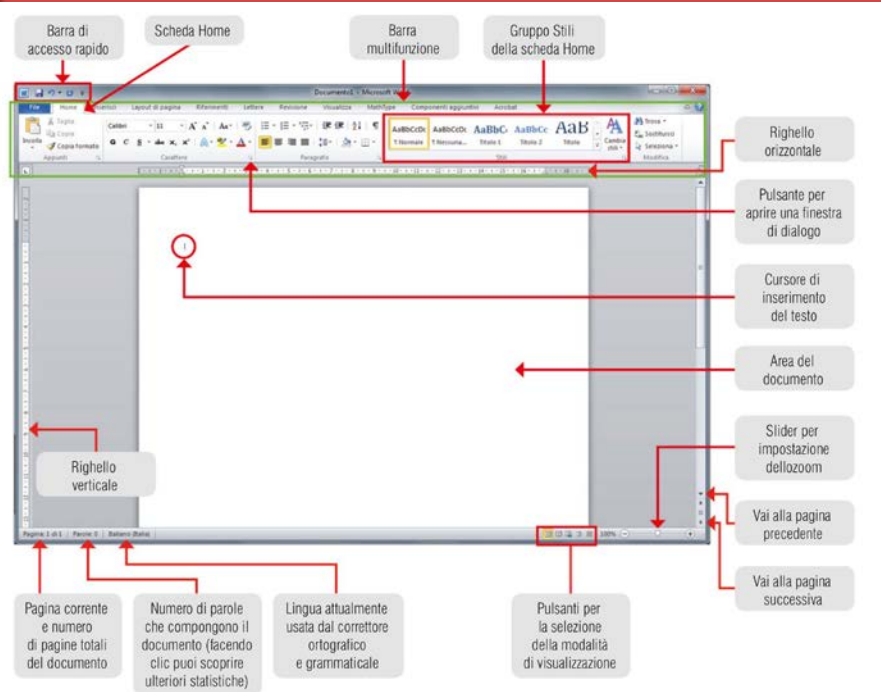 Barra di
accesso rapido
Scheda Home
Barra
multifunzione
Gruppo Stili
della scheda Home
Documento1 - Microsoft Word
File Home Inserisci Layout di pagina Riferimenti Lettere Revisione Visualizza MathType Componenti aggiuntivi Acrobat
Incolla
Taglia
Copia
Copia formato
Appunti
Calibri 11
G C S abc x₂ x²
Carattere
Paragrafo
AaBbCcDc AaBbCcDc AaBbC AaBbCc AaB
¶ Normale ¶ Nessuna... Titolo 1 Titolo 2 Titolo
Cambia
stili
Stili
Trova
Sostituisci
Seleziona
Modifica
Righello
orizzontale
Pulsante per
aprire una finestra
di dialogo
Cursore di
inserimento
del testo
Area del
documento
Slider per
impostazione
dellozoom
Righello
verticale
Vai alla pagina
precedente
Vai alla pagina
successiva
Pagina: 1 di 1 Parole: 0 Italiano (Italia) 100%
Pagina corrente
e numero
di pagine totali
del documento
Numero di parole
che compongono il
documento (facendo
clic puoi scoprire
ulteriori statistiche)
Lingua attualmente
usata dal correttore
ortografico
e grammaticale
Pulsanti per
la selezione
della modalità
di visualizzazione